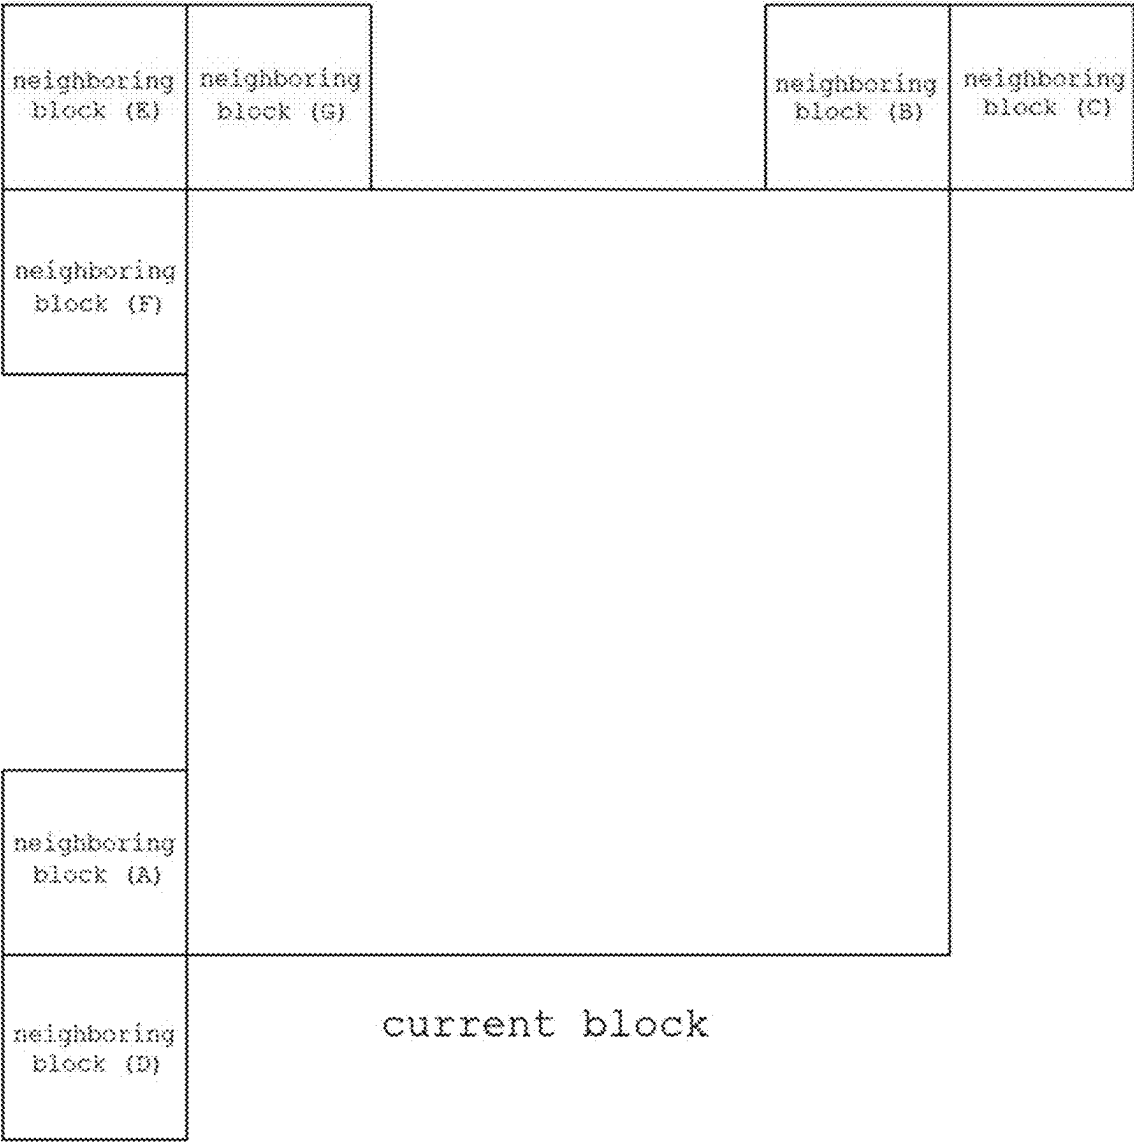 neighboring
block (E)
neighboring
block (G)
neighboring
block (B)
neighboring
block (C)
neighboring
block (F)
neighboring
block (A)
neighboring
block (D)
current block